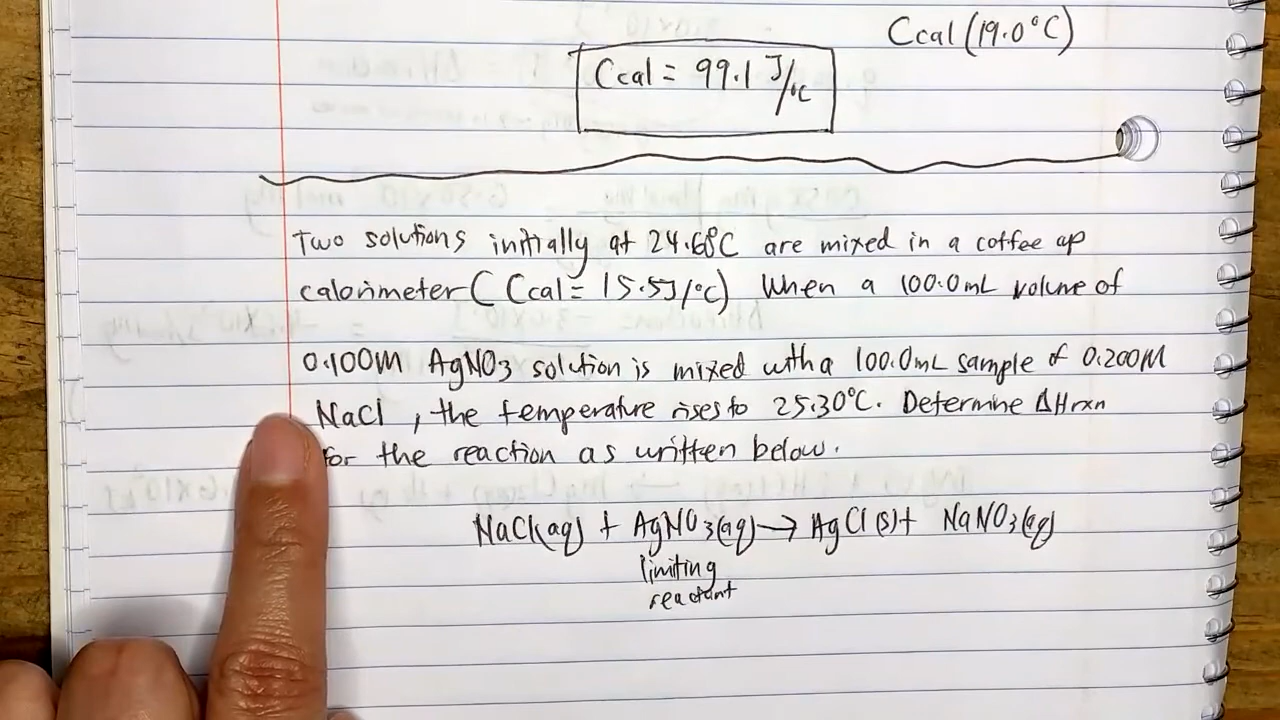 Ccal (19.0°C)
Ccal = 99.1 J/°C
Two solutions initially at 24.68°C are mixed in a coffee cup
calorimeter (Ccal = 15.5J/°C) When a 100.0mL volume of
0.100M AgNO3 solution is mixed with a 100.0mL sample of 0.200M
NaCl, the temperature rises to 25.30°C. Determine ΔHrxn
for the reaction as written below.
NaCl(aq) + AgNO3(aq) → AgCl(s) + NaNO3(aq)
limiting
reactant